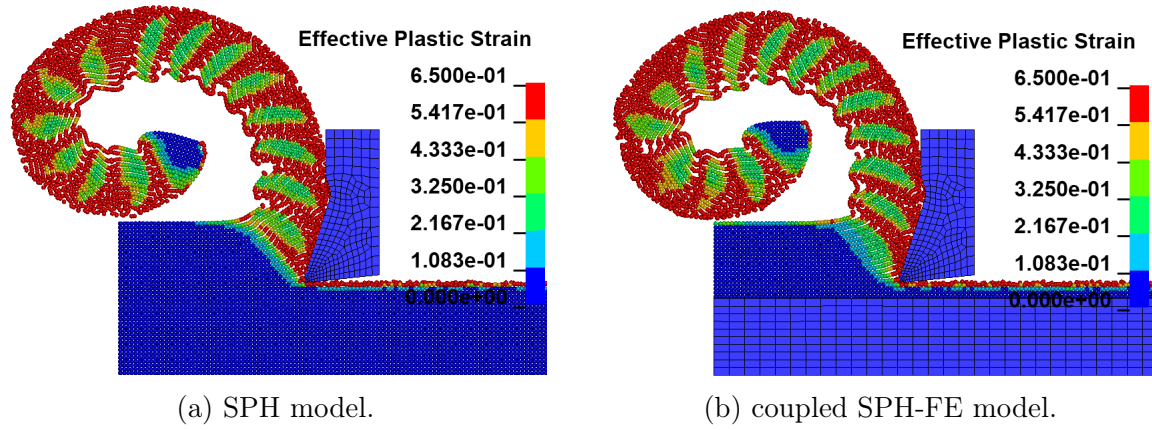 Effective Plastic Strain
6.500e-01
5.417e-01
4.333e-01
3.250e-01
2.167e-01
1.083e-01
0.000e+00
(a) SPH model.
Effective Plastic Strain
6.500e-01
5.417e-01
4.333e-01
3.250e-01
2.167e-01
1.083e-01
0.000e+00
(b) coupled SPH-FE model.